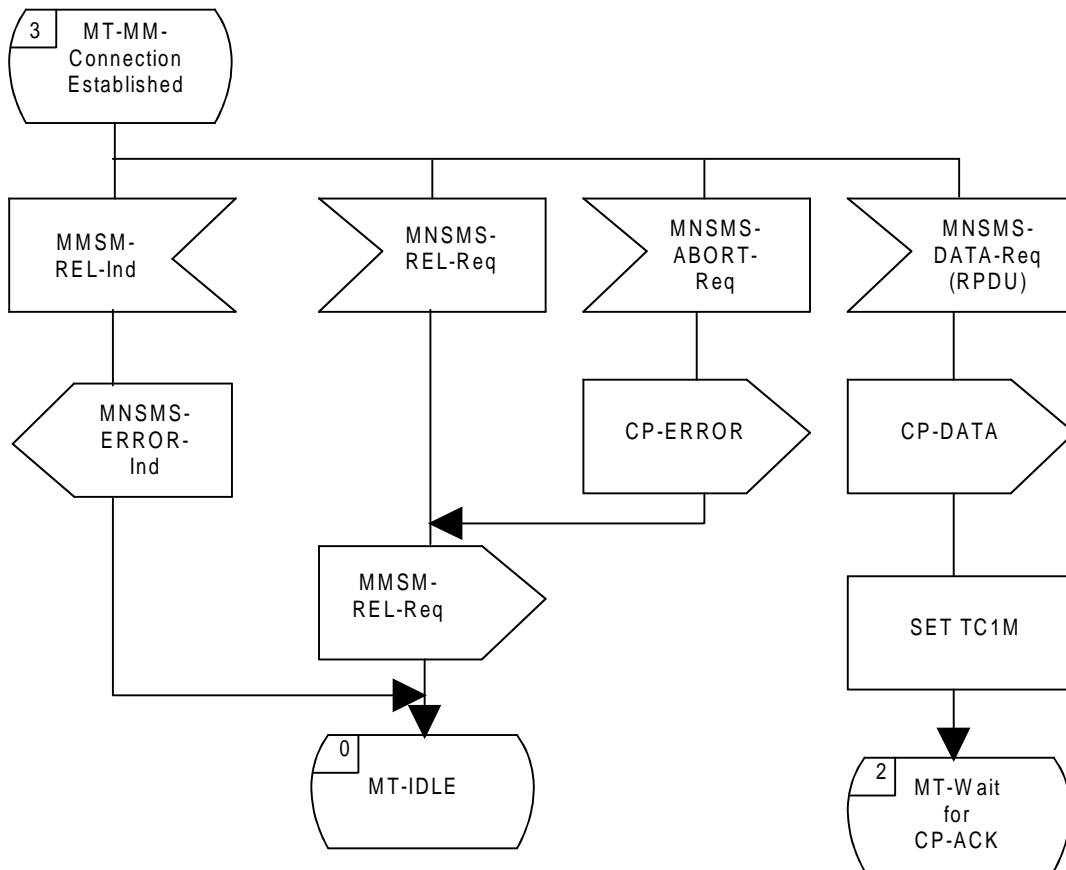 3
MT-MM-
Connection
Established
MMSM-
REL-Ind
MNSMS-
REL-Req
MNSMS-
ABORT-
Req
MNSMS-
DATA-Req
(RPDU)
MNSMS-
ERROR-
Ind
CP-ERROR
CP-DATA
MMSM-
REL-Req
SET TC1M
0
MT-IDLE
2
MT-Wait
for
CP-ACK